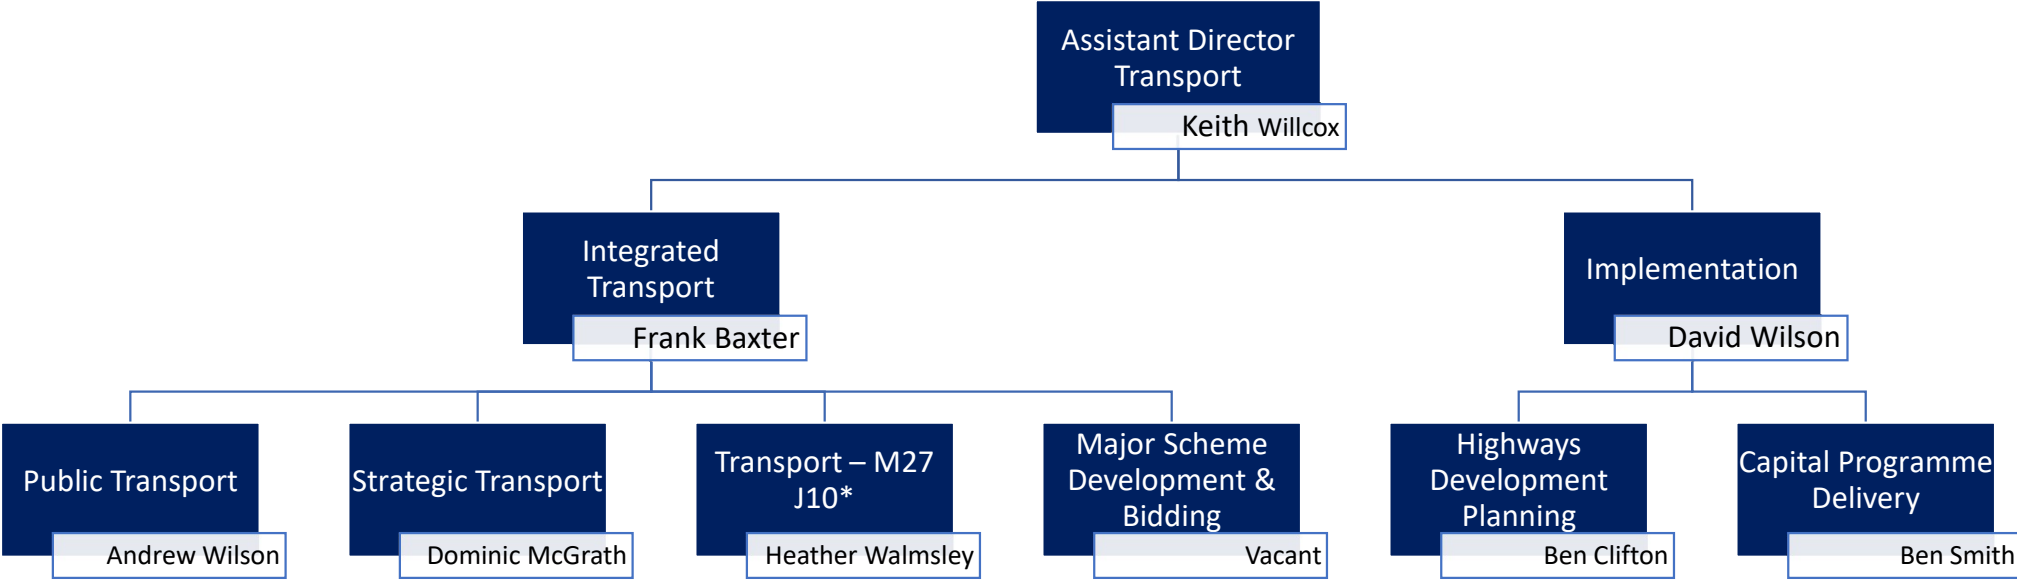 Assistant Director
Transport
Keith Willcox
Integrated
Transport
Frank Baxter
Implementation
David Wilson
Public Transport
Andrew Wilson
Strategic Transport
Dominic McGrath
Transport – M27
J10*
Heather Walmsley
Major Scheme
Development &
Bidding
Vacant
Highways
Development
Planning
Ben Clifton
Capital Programme
Delivery
Ben Smith